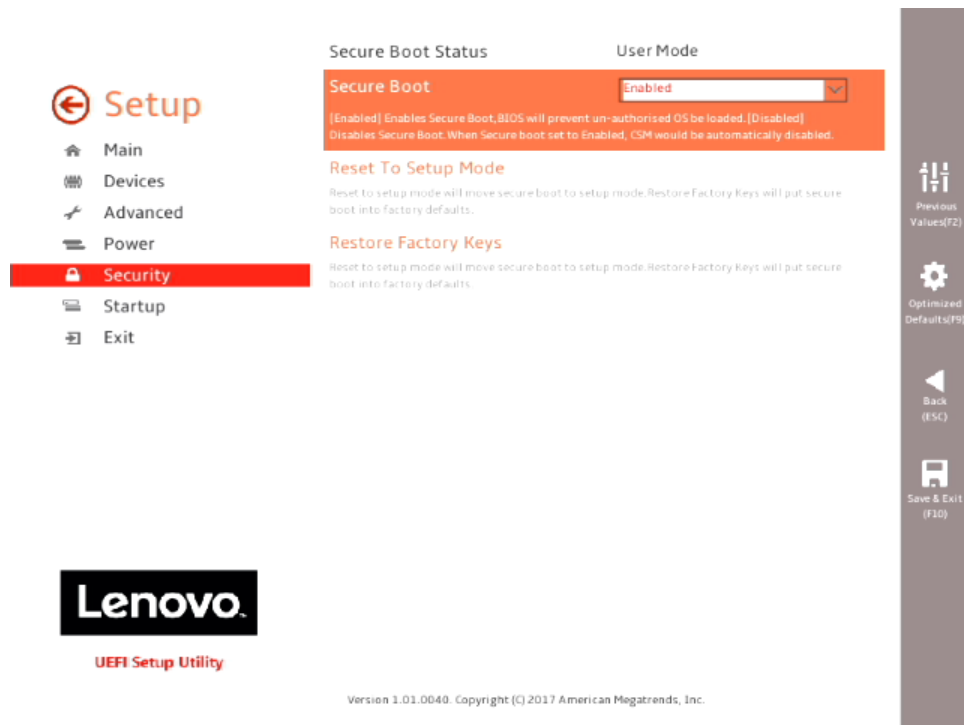 Secure Boot Status User Mode
Secure Boot Enabled
[Enabled] Enables Secure Boot,BIOS will prevent un-authorised OS be loaded.[Disabled]
Disables Secure Boot.When Secure boot set to Enabled, CSM would be automatically disabled.
Reset To Setup Mode
Reset to setup mode will move secure boot to setup mode.Restore Factory Keys will put secure
boot into factory defaults.
Restore Factory Keys
Reset to setup mode will move secure boot to setup mode.Restore Factory Keys will put secure
boot into factory defaults.
Setup
Main
Devices
Advanced
Power
Security
Startup
Exit
Previous
Values(F2)
Optimized
Defaults(F9)
Back
(ESC)
Save & Exit
(F10)
Lenovo
UEFI Setup Utility
Version 1.01.0040. Copyright (C) 2017 American Megatrends, Inc.